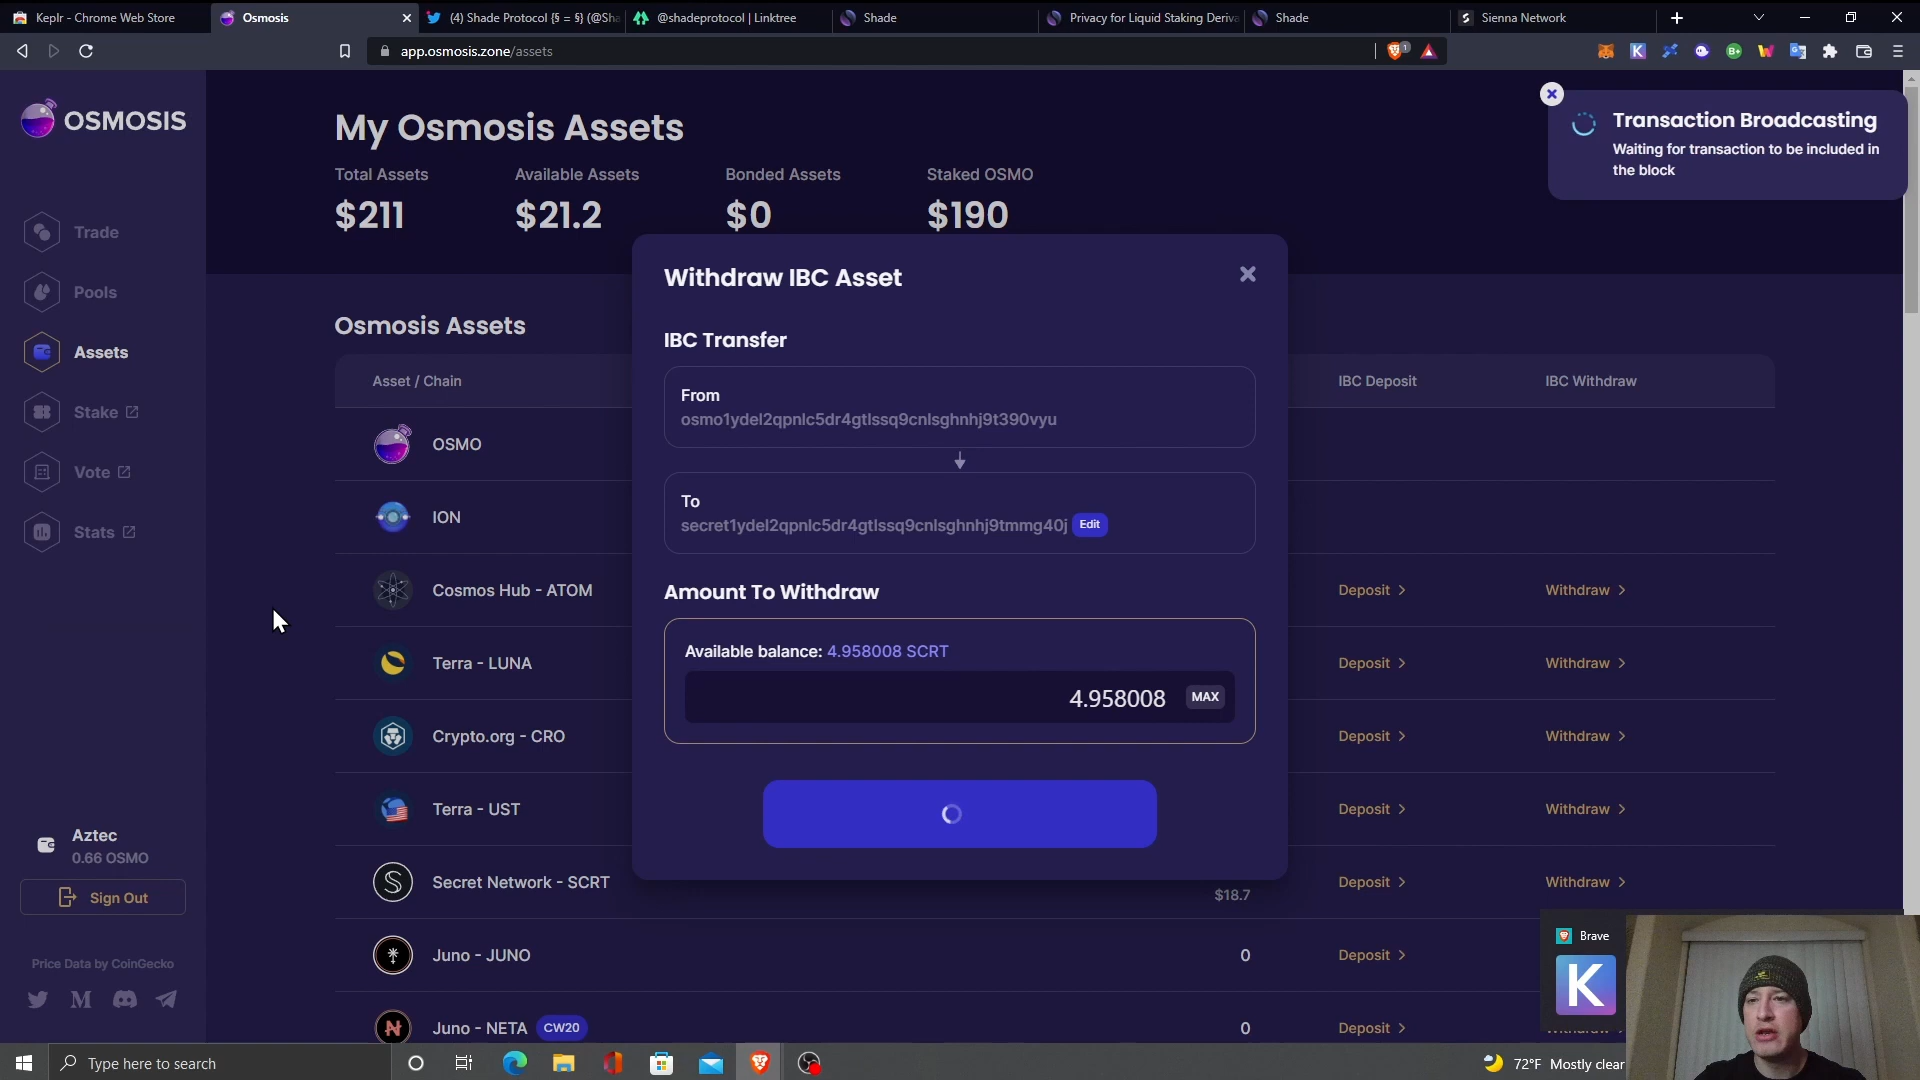 Keplr - Chrome Web Store
Osmosis
(4) Shade Protocol {§ = §} (@Sha
@shadeprotocol | Linktree
Shade
Privacy for Liquid Staking Deriva
Shade
Sienna Network
app.osmosis.zone/assets
OSMOSIS
Trade
Pools
Assets
Stake
Vote
Stats
Aztec
0.66 OSMO
Sign Out
Price Data by CoinGecko
My Osmosis Assets
Total Assets
$211
Available Assets
$21.2
Bonded Assets
$0
Staked OSMO
$190
Transaction Broadcasting
Waiting for transaction to be included in
the block
Osmosis Assets
Asset / Chain
IBC Deposit
IBC Withdraw
OSMO
ION
Cosmos Hub - ATOM
Deposit >
Withdraw >
Terra - LUNA
Deposit >
Withdraw >
Crypto.org - CRO
Deposit >
Withdraw >
Terra - UST
Deposit >
Withdraw >
Secret Network - SCRT
$18.7
Deposit >
Withdraw >
Juno - JUNO
0
Deposit >
Juno - NETA CW20
0
Deposit >
Withdraw IBC Asset
IBC Transfer
From
osmo1ydel2qpnlc5dr4gtlssq9cnlsghnhj9t390vyu
To
secret1ydel2qpnlc5dr4gtlssq9cnlsghnhj9tmmg40j Edit
Amount To Withdraw
Available balance: 4.958008 SCRT
4.958008 MAX
Brave
K
Type here to search
72°F Mostly clear